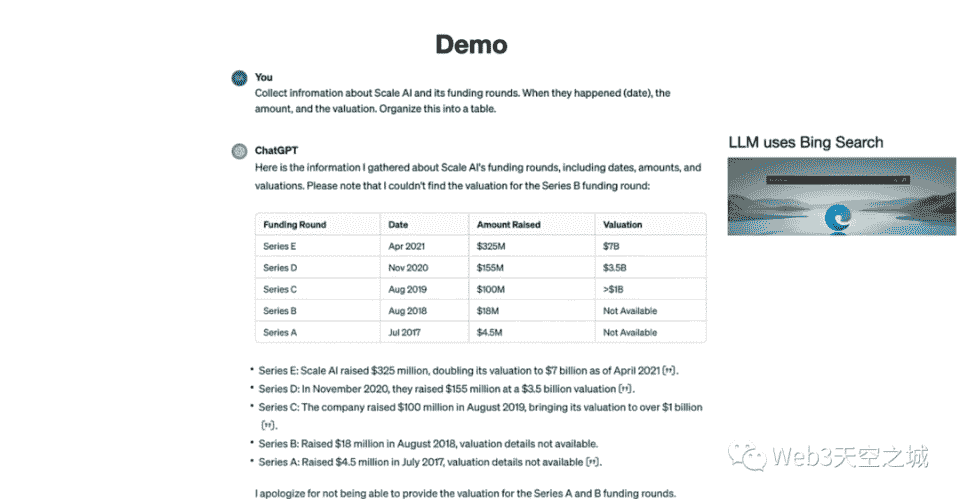 Demo
You
Collect infromation about Scale AI and its funding rounds. When they happened (date), the
amount, and the valuation. Organize this into a table.
ChatGPT
Here is the information I gathered about Scale AI's funding rounds, including dates, amounts, and
valuations. Please note that I couldn't find the valuation for the Series B funding round:
Funding Round Date Amount Raised Valuation
Series E Apr 2021 $325M $7B
Series D Nov 2020 $155M $3.5B
Series C Aug 2019 $100M >$1B
Series B Aug 2018 $18M Not Available
Series A Jul 2017 $4.5M Not Available
• Series E: Scale AI raised $325 million, doubling its valuation to $7 billion as of April 2021 ["].
• Series D: In November 2020, they raised $155 million at a $3.5 billion valuation ["].
• Series C: The company raised $100 million in August 2019, bringing its valuation to over $1 billion
["].
• Series B: Raised $18 million in August 2018, valuation details not available.
• Series A: Raised $4.5 million in July 2017, valuation details not available ["].
I apologize for not being able to provide the valuation for the Series A and B funding rounds.
LLM uses Bing Search
Web3天空之城